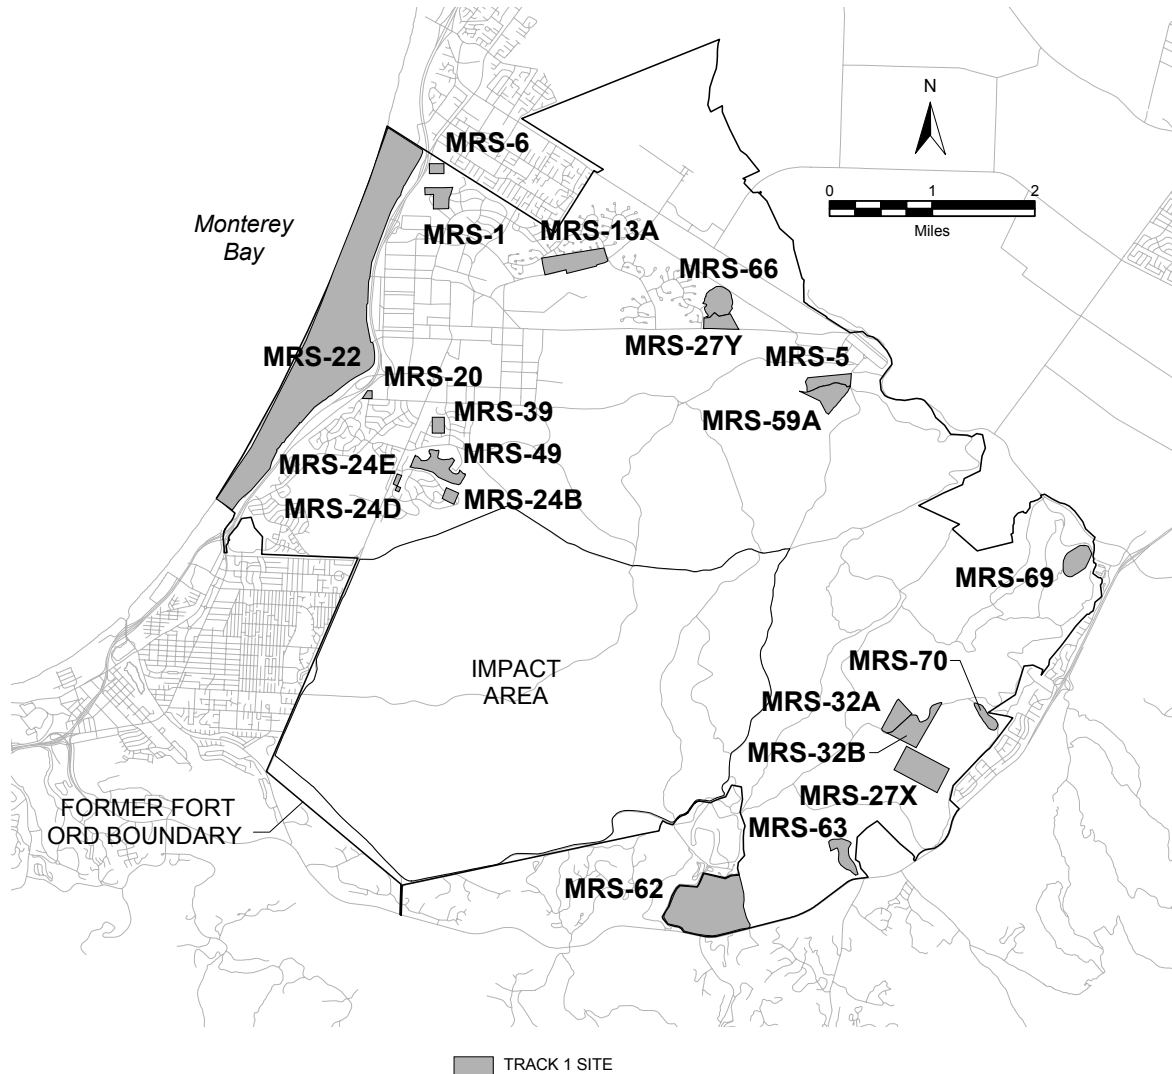 N
MRS-6
0 1 2
Miles
Monterey
Bay
MRS-1
MRS-13A
MRS-66
MRS-27Y
MRS-5
MRS-22
MRS-20
MRS-39
MRS-59A
MRS-49
MRS-24E
MRS-24B
MRS-24D
MRS-69
IMPACT
AREA
MRS-70
MRS-32A
MRS-32B
MRS-27X
FORMER FORT
ORD BOUNDARY
MRS-63
MRS-62
TRACK 1 SITE